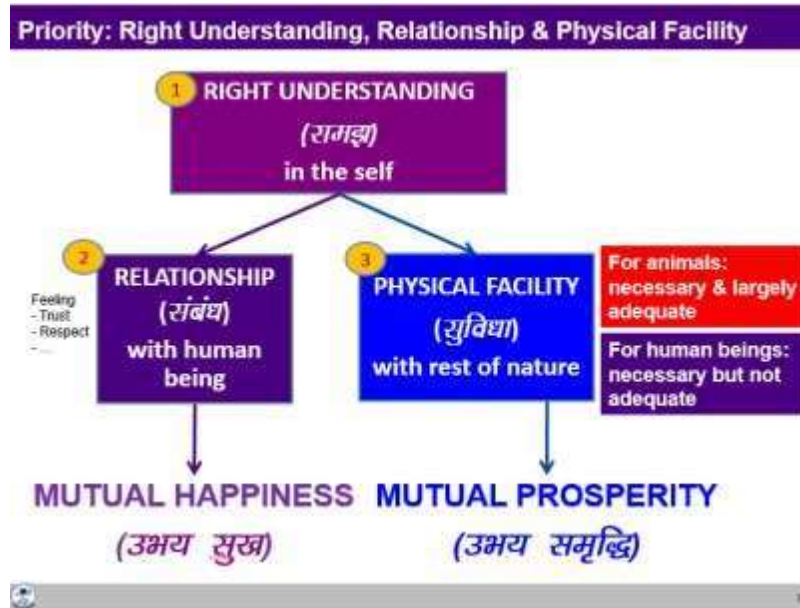 Priority: Right Understanding, Relationship & Physical Facility
1
RIGHT UNDERSTANDING
(समझ)
in the self
2
RELATIONSHIP
(संबंध)
with human
being
Feeling
- Trust
- Respect
- ...
3
PHYSICAL FACILITY
(सुविधा)
with rest of nature
For animals:
necessary & largely
adequate
For human beings:
necessary but not
adequate
MUTUAL HAPPINESS
(उभय सुख)
MUTUAL PROSPERITY
(उभय समृद्धि)